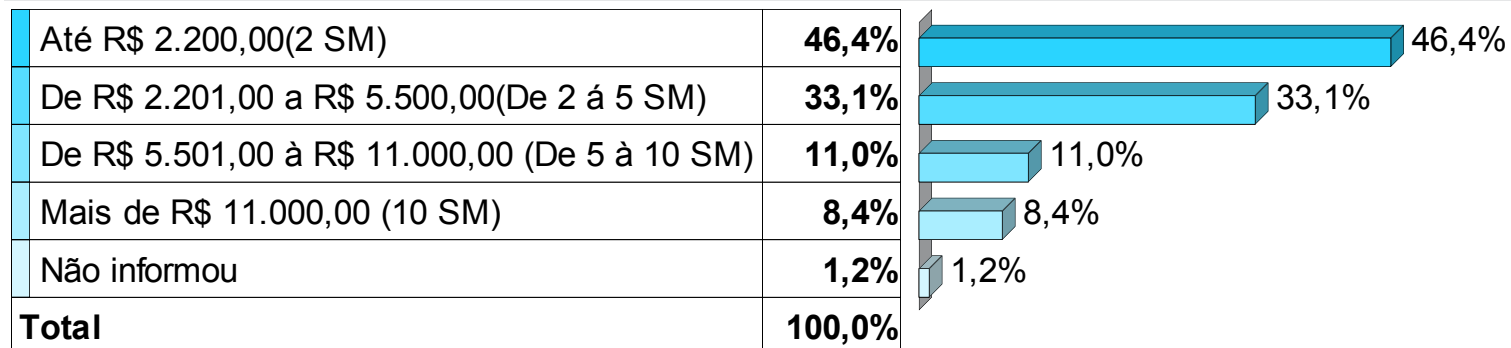 Até R$ 2.200,00(2 SM) 46,4% 46,4%
De R$ 2.201,00 a R$ 5.500,00(De 2 á 5 SM) 33,1% 33,1%
De R$ 5.501,00 à R$ 11.000,00 (De 5 à 10 SM) 11,0% 11,0%
Mais de R$ 11.000,00 (10 SM) 8,4% 8,4%
Não informou 1,2% 1,2%
Total 100,0%